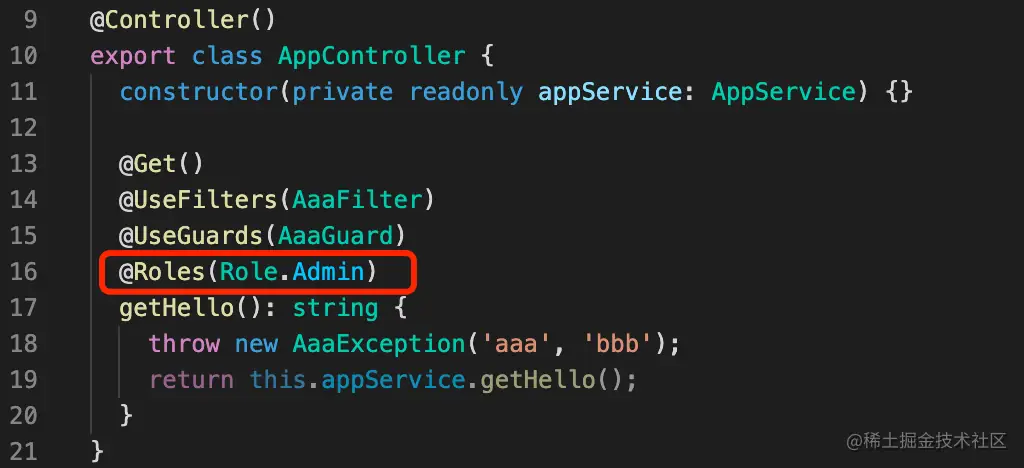 9 @Controller()
10 export class AppController {
11 constructor(private readonly appService: AppService) {}
12
13 @Get()
14 @UseFilters(AaaFilter)
15 @UseGuards(AaaGuard)
16 @Roles(Role.Admin)
17 getHello(): string {
18 throw new AaaException('aaa', 'bbb');
19 return this.appService.getHello();
20 }
21 }
@稀土掘金技术社区